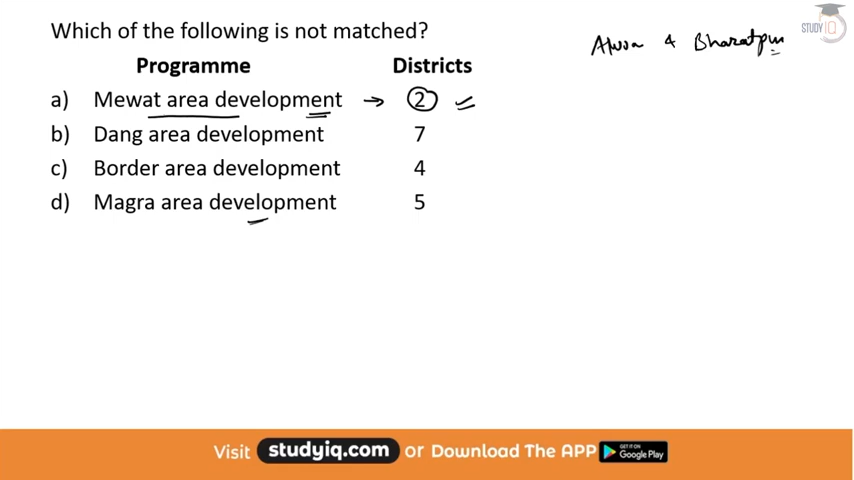 Which of the following is not matched?
Alwar & Bharatpur
STUDY IQ
Programme Districts
a) Mewat area development → 2
b) Dang area development 7
c) Border area development 4
d) Magra area development 5
Visit studyiq.com or Download The APP GET IT ON Google Play